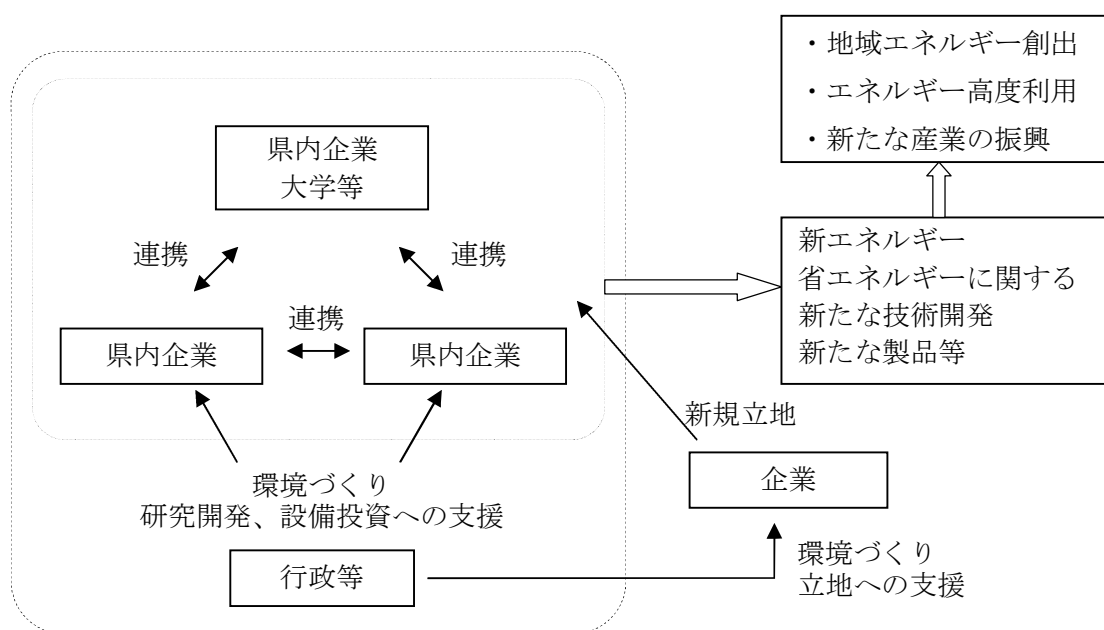 ・地域エネルギー創出
・エネルギー高度利用
・新たな産業の振興
県内企業
大学等
連携
連携
連携
県内企業
県内企業
新エネルギー
省エネルギーに関する
新たな技術開発
新たな製品等
新規立地
企業
環境づくり
研究開発、設備投資への支援
行政等
環境づくり
立地への支援